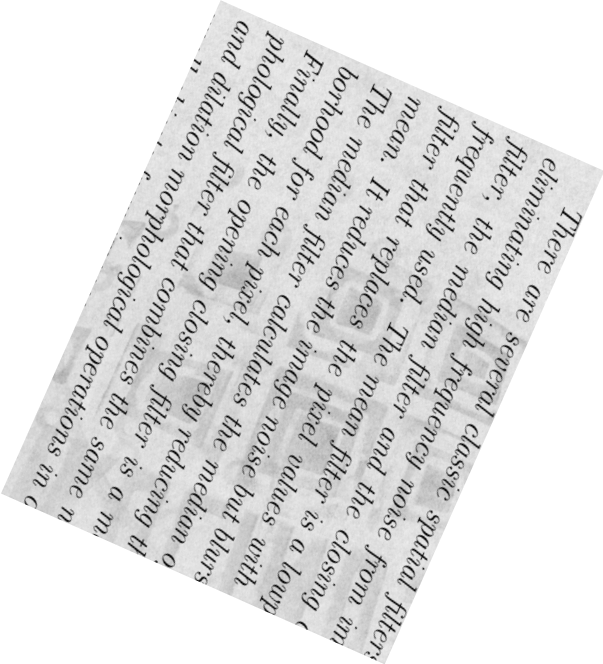 There are several classic spatial filters
eliminating high frequency noise from im
filter, the median filter and the closing
frequently used. The mean filter is a lowp
filter that replaces the pixel values with
mean. It reduces the image noise but blurs
The median filter calculates the median o
borhood for each pixel, thereby reducing th
Finally, the opening closing filter is a m
phological filter that combines the same n
and dilation morphological operations in o